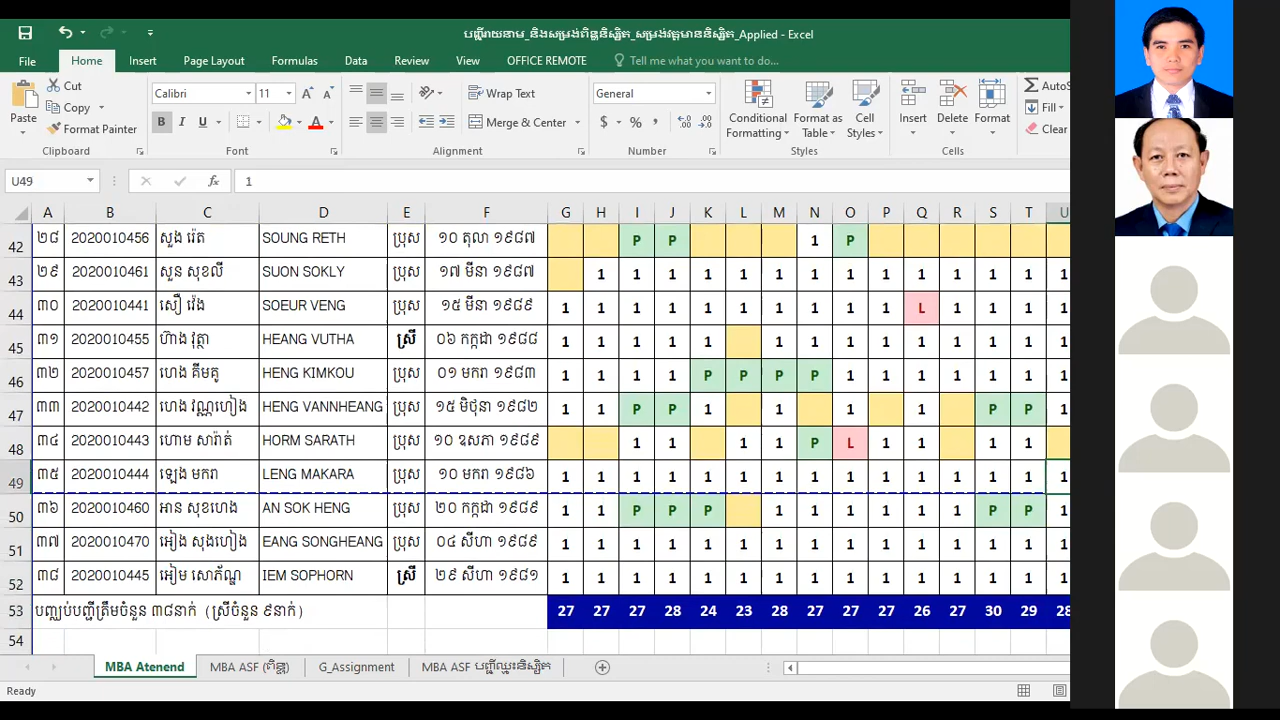 បញ្ជីរាយនាម_និងសម្រង់ពិន្ទុនិស្សិត_សម្រង់វត្តមាននិស្សិត_Applied - Excel
File Home Insert Page Layout Formulas Data Review View OFFICE REMOTE Tell me what you want to do...
Paste Cut Copy Format Painter Clipboard
Calibri 11 B I U Font
Wrap Text Merge & Center Alignment
General $ % , Number
Conditional Formatting Format as Table Cell Styles Styles
Insert Delete Format Cells
AutoS Fill Clear
U49 fx 1
A B C D E F G H I J K L M N O P Q R S T U
42 ២៨ 2020010456 សួង រ៉េត SOUNG RETH ប្រុស ១០ តុលា ១៩៨៧ P P 1 P
43 ២៩ 2020010461 សួន សុខលី SUON SOKLY ប្រុស ១៧ មីនា ១៩៨៧ 1 1 1 1 1 1 1 1 1 1 1 1 1 1
44 ៣០ 2020010441 សឿ វ៉េង SOEUR VENG ប្រុស ១៥ មីនា ១៩៨៩ 1 1 1 1 1 1 1 1 1 1 L 1 1 1 1
45 ៣១ 2020010455 ហ៊ាង វុត្ថា HEANG VUTHA ស្រី ០៦ កក្កដា ១៩៨៨ 1 1 1 1 1 1 1 1 1 1 1 1 1 1
46 ៣២ 2020010457 ហេង គីមគូ HENG KIMKOU ប្រុស ០១ មករា ១៩៨៣ 1 1 1 1 P P P P 1 1 1 1 1 1 1
47 ៣៣ 2020010442 ហេង វណ្ណហៀង HENG VANNHEANG ប្រុស ១៥ មិថុនា ១៩៨២ 1 1 P P 1 1 1 1 P P 1
48 ៣៤ 2020010443 ហោម សារ៉ាត់ HORM SARATH ប្រុស ១០ ឧសភា ១៩៨៩ 1 1 1 1 P L 1 1 1 1
49 ៣៥ 2020010444 ឡេង មករា LENG MAKARA ប្រុស ១០ មករា ១៩៨៦ 1 1 1 1 1 1 1 1 1 1 1 1 1 1 1
50 ៣៦ 2020010460 អាន សុខហេង AN SOK HENG ប្រុស ២០ កក្កដា ១៩៨៩ 1 1 P P P 1 1 1 1 1 1 P P 1
51 ៣៧ 2020010470 អៀង សុងហៀង EANG SONGHEANG ប្រុស ០៤ សីហា ១៩៨៩ 1 1 1 1 1 1 1 1 1 1 1 1 1 1 1
52 ៣៨ 2020010445 អៀម សោភ័ណ្ឌ IEM SOPHORN ស្រី ២៩ សីហា ១៩៨១ 1 1 1 1 1 1 1 1 1 1 1 1 1 1 1
53 បញ្ឈប់បញ្ជីត្រឹមចំនួន ៣៨នាក់ (ស្រីចំនួន ៩នាក់) 27 27 27 28 24 23 28 27 27 27 26 27 30 29 28
54
MBA Atenend MBA ASF (ពិន្ទុ) G_Assignment MBA ASF បញ្ជីឈ្មោះនិស្សិត
Ready